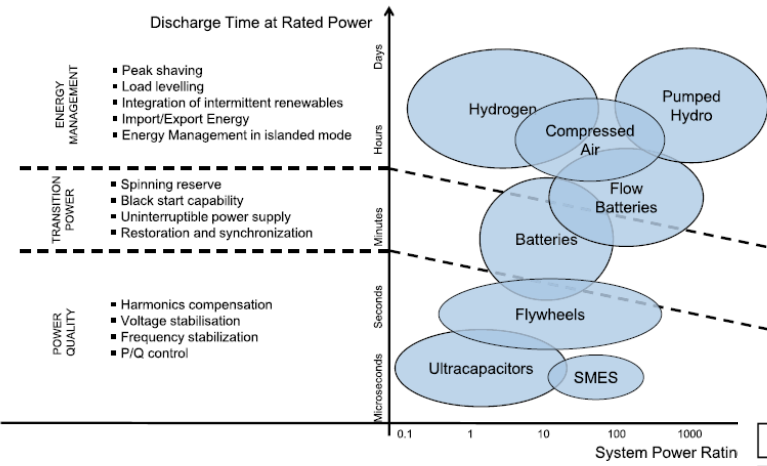 Discharge Time at Rated Power
ENERGY
MANAGEMENT
▪ Peak shaving
▪ Load levelling
▪ Integration of intermittent renewables
▪ Import/Export Energy
▪ Energy Management in islanded mode
TRANSITION
POWER
▪ Spinning reserve
▪ Black start capability
▪ Uninterruptible power supply
▪ Restoration and synchronization
POWER
QUALITY
▪ Harmonics compensation
▪ Voltage stabilisation
▪ Frequency stabilization
▪ P/Q control
Days
Hours
Minutes
Seconds
Microseconds
Hydrogen
Pumped
Hydro
Compressed
Air
Flow
Batteries
Batteries
Flywheels
Ultracapacitors
SMES
0.1 1 10 100 1000
System Power Ratin